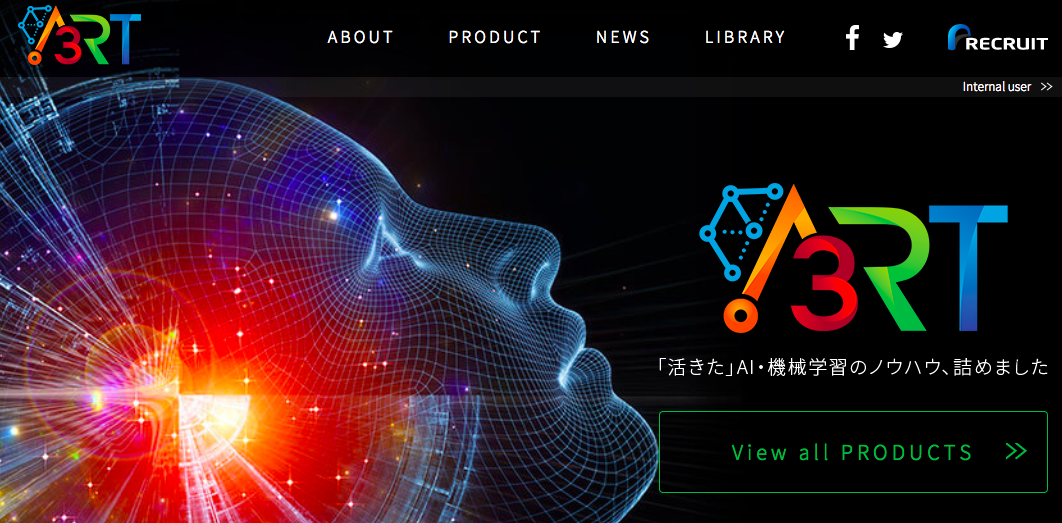 A3RT
ABOUT PRODUCT NEWS LIBRARY
RECRUIT
Internal user >>
A3RT
「活きた」AI・機械学習のノウハウ、詰めました
View all PRODUCTS >>